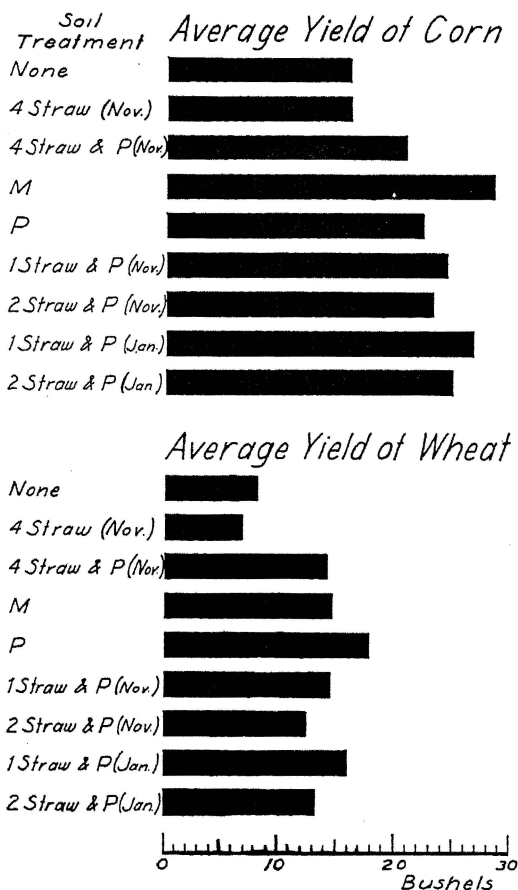 Soil
Treatment
Average Yield of Corn
None
4 Straw (Nov.)
4 Straw & P (Nov.)
M
P
1 Straw & P (Nov.)
2 Straw & P (Nov.)
1 Straw & P (Jan.)
2 Straw & P (Jan)
Average Yield of Wheat
None
4 Straw (Nov.)
4 Straw & P (Nov.)
M
P
1 Straw & P (Nov.)
2 Straw & P (Nov.)
1 Straw & P (Jan.)
2 Straw & P (Jan.)
0 10 20 30
Bushels